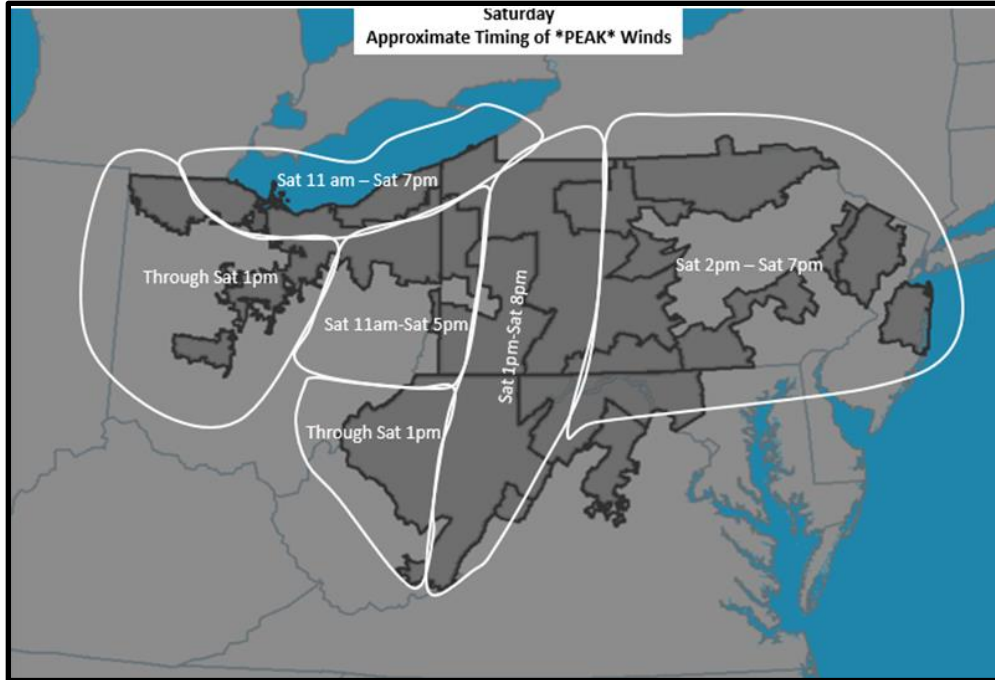 Saturday
Approximate Timing of *PEAK* Winds
Sat 11 am – Sat 7pm
Through Sat 1pm
Sat 2pm – Sat 7pm
Sat 11am-Sat 5pm
Sat 1pm-Sat 8pm
Through Sat 1pm